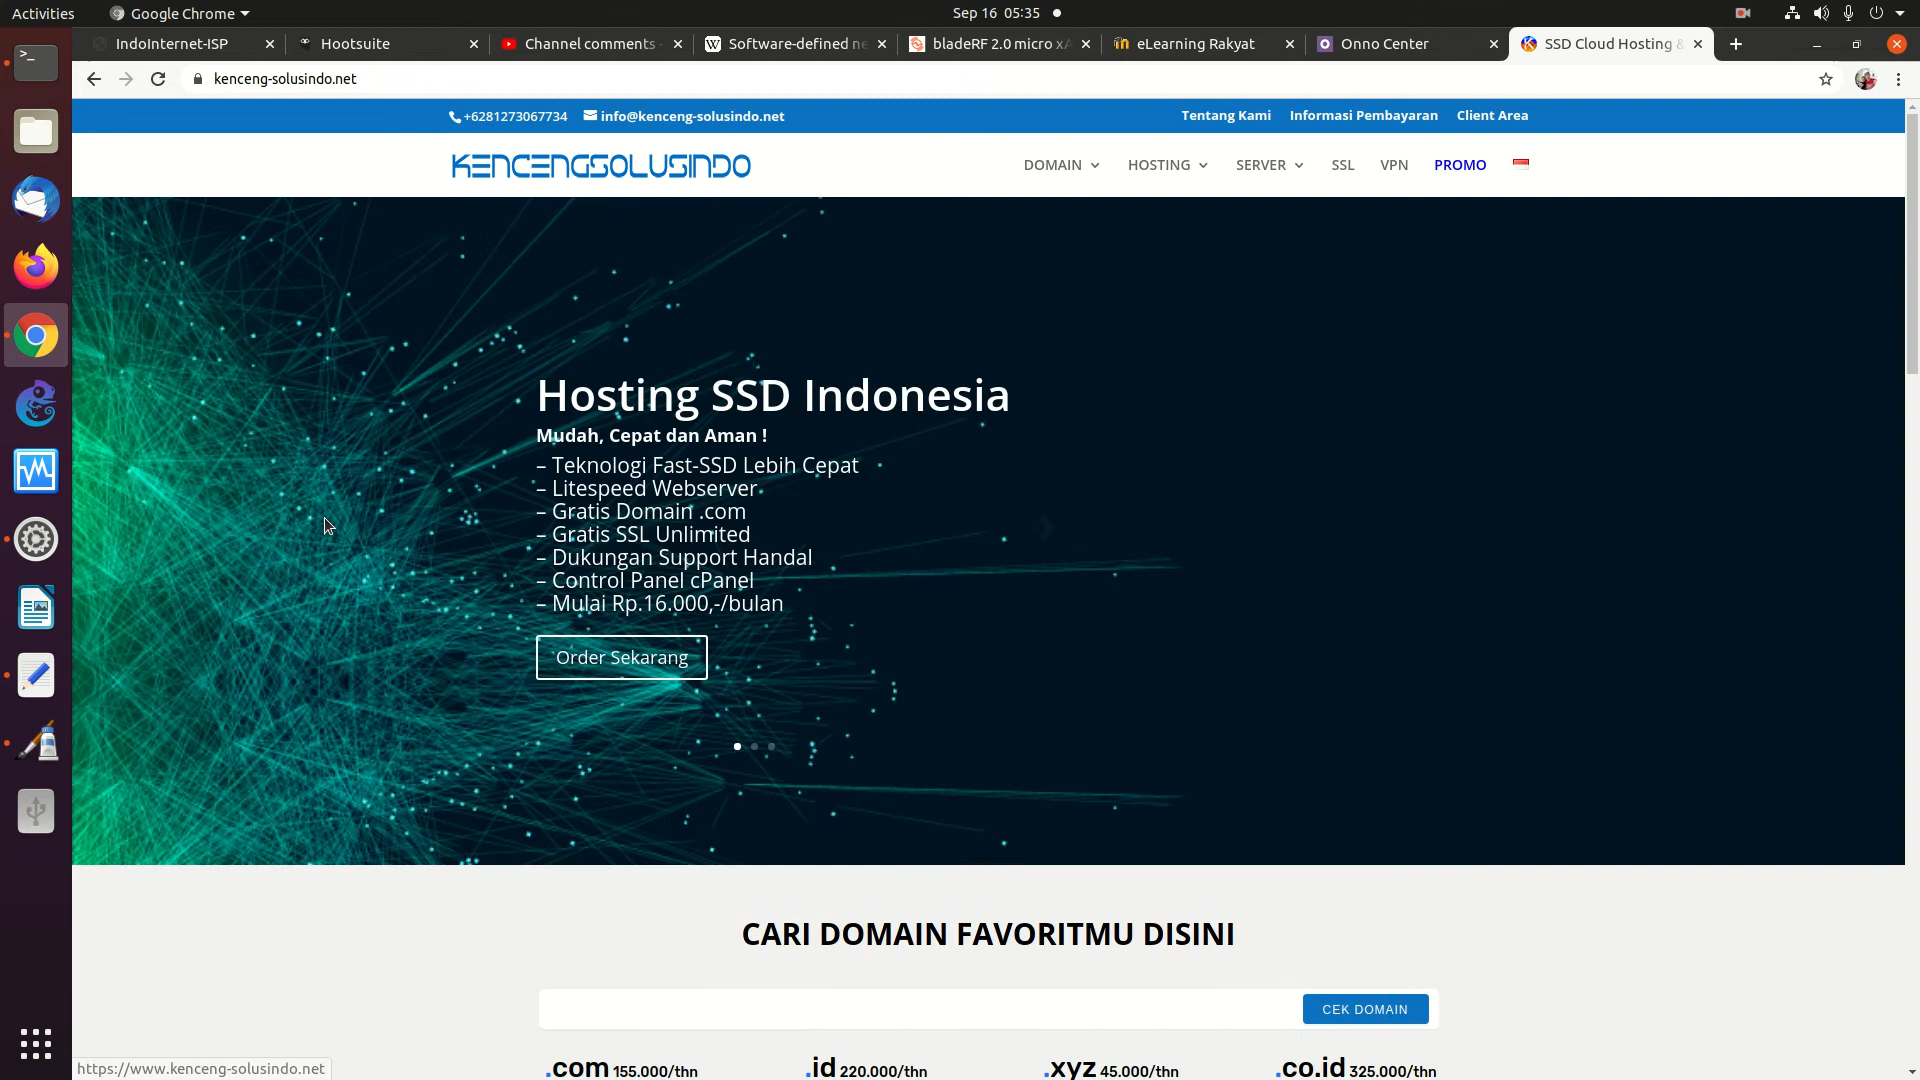 Activities
Google Chrome
Sep 16 05:35
IndoInternet-ISP
Hootsuite
Channel comments -
Software-defined ne
bladeRF 2.0 micro xA
eLearning Rakyat
Onno Center
SSD Cloud Hosting &
kenceng-solusindo.net
+6281273067734
info@kenceng-solusindo.net
Tentang Kami
Informasi Pembayaran
Client Area
KENCENGSOLUSINDO
DOMAIN
HOSTING
SERVER
SSL
VPN
PROMO
Hosting SSD Indonesia
Mudah, Cepat dan Aman !
– Teknologi Fast-SSD Lebih Cepat
– Litespeed Webserver
– Gratis Domain .com
– Gratis SSL Unlimited
– Dukungan Support Handal
– Control Panel cPanel
– Mulai Rp.16.000,-/bulan
Order Sekarang
CARI DOMAIN FAVORITMU DISINI
CEK DOMAIN
.com 155.000/thn
.id 220.000/thn
.xyz 45.000/thn
.co.id 325.000/thn
https://www.kenceng-solusindo.net